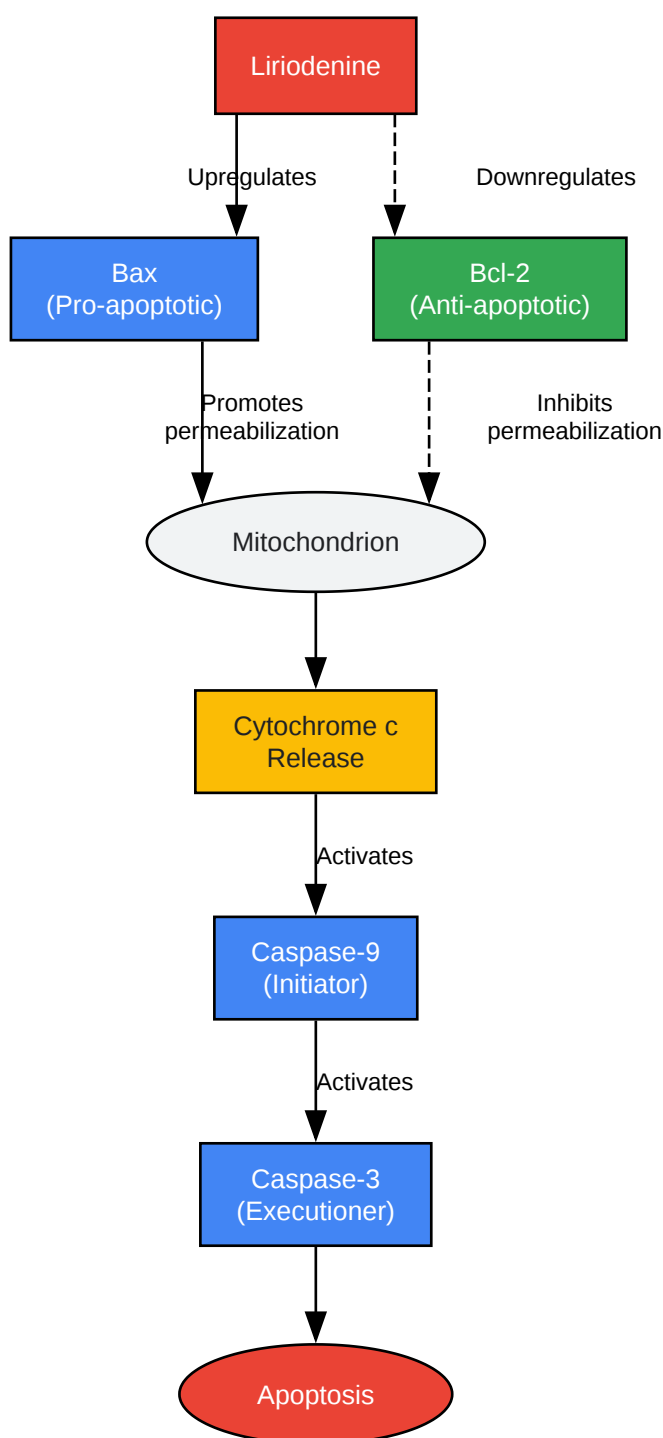 Liriodenine
Upregulates
Downregulates
Bax
(Pro-apoptotic)
Bcl-2
(Anti-apoptotic)
Promotes
permeabilization
Inhibits
permeabilization
Mitochondrion
Cytochrome c
Release
Activates
Caspase-9
(Initiator)
Activates
Caspase-3
(Executioner)
Apoptosis